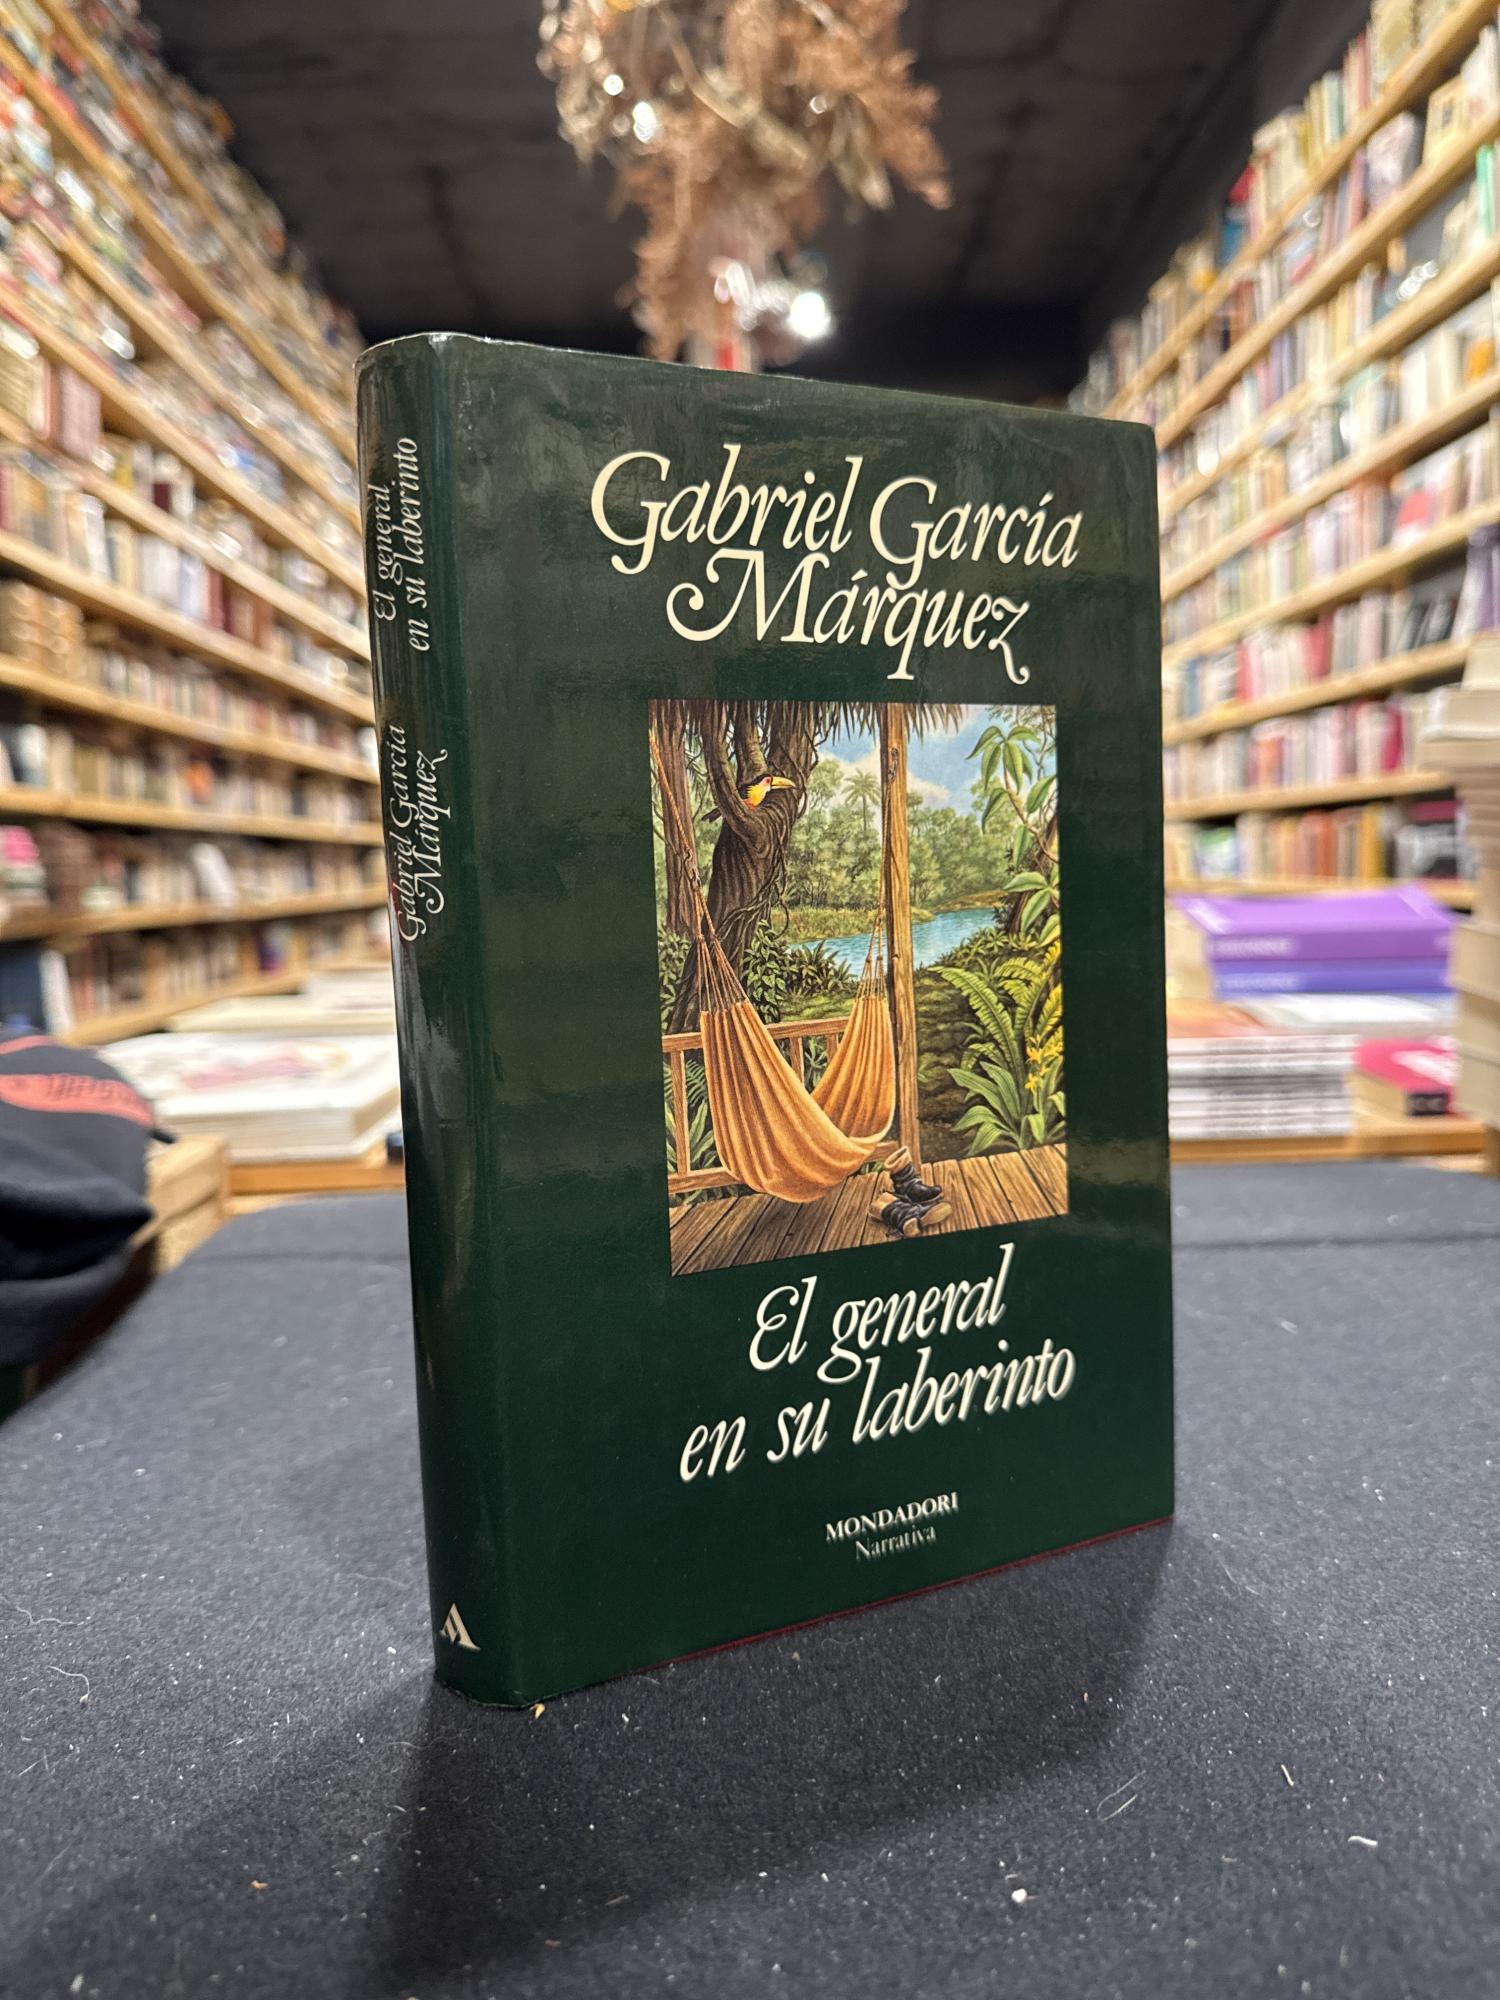 Gabriel García
Márquez
El general
en su laberinto
MONDADORI
Narrativa
El general
en su laberinto
Gabriel García
Márquez